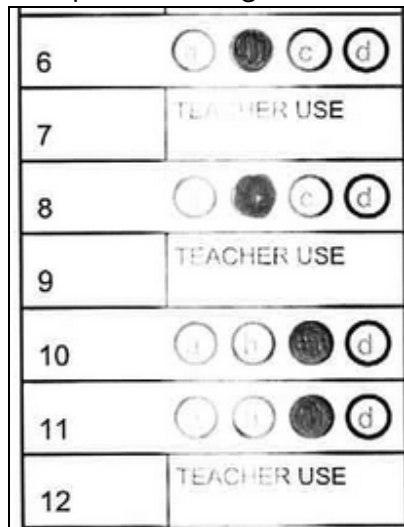 6 a c d
7 TEACHER USE
8 c d
9 TEACHER USE
10 a b d
11 b d
12 TEACHER USE